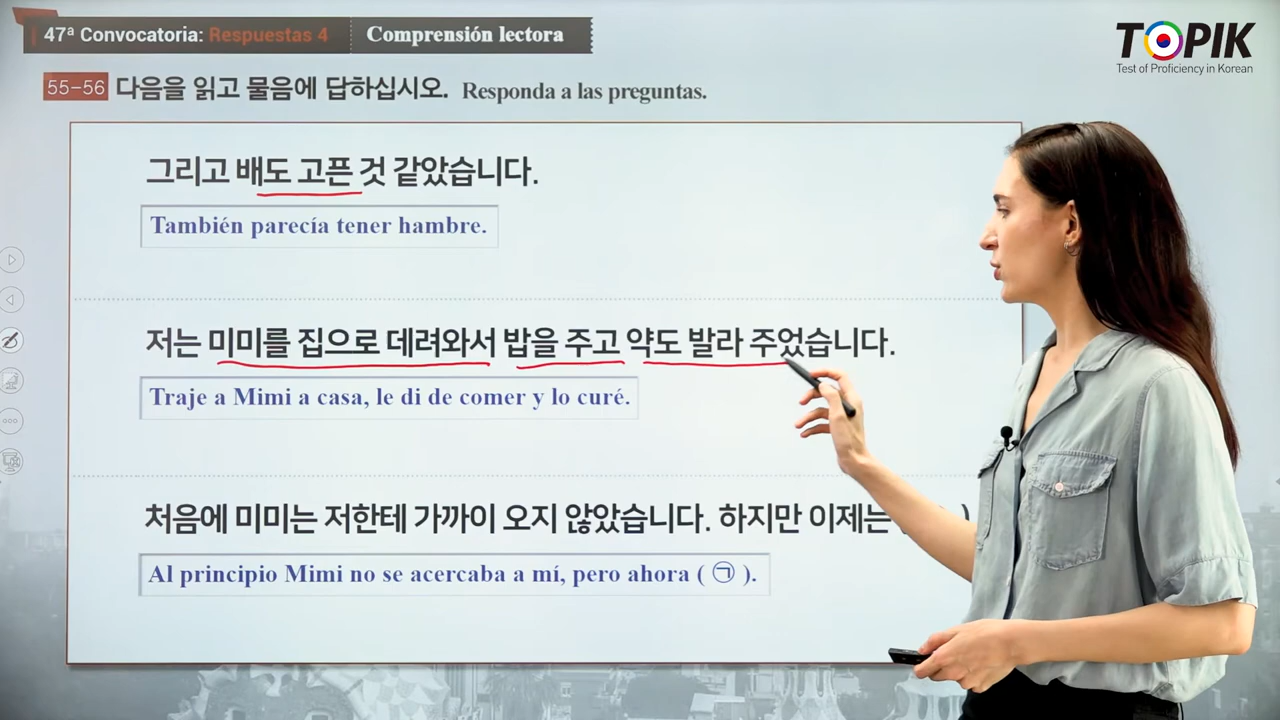 47ª Convocatoria: Respuestas 4 Comprensión lectora
TOPIK
Test of Proficiency in Korean
55-56 다음을 읽고 물음에 답하십시오. Responda a las preguntas.
그리고 배도 고픈 것 같았습니다.
También parecía tener hambre.
저는 미미를 집으로 데려와서 밥을 주고 약도 발라 주었습니다.
Traje a Mimi a casa, le di de comer y lo curé.
처음에 미미는 저한테 가까이 오지 않았습니다. 하지만 이제는
Al principio Mimi no se acercaba a mí, pero ahora ( ㉠ ).